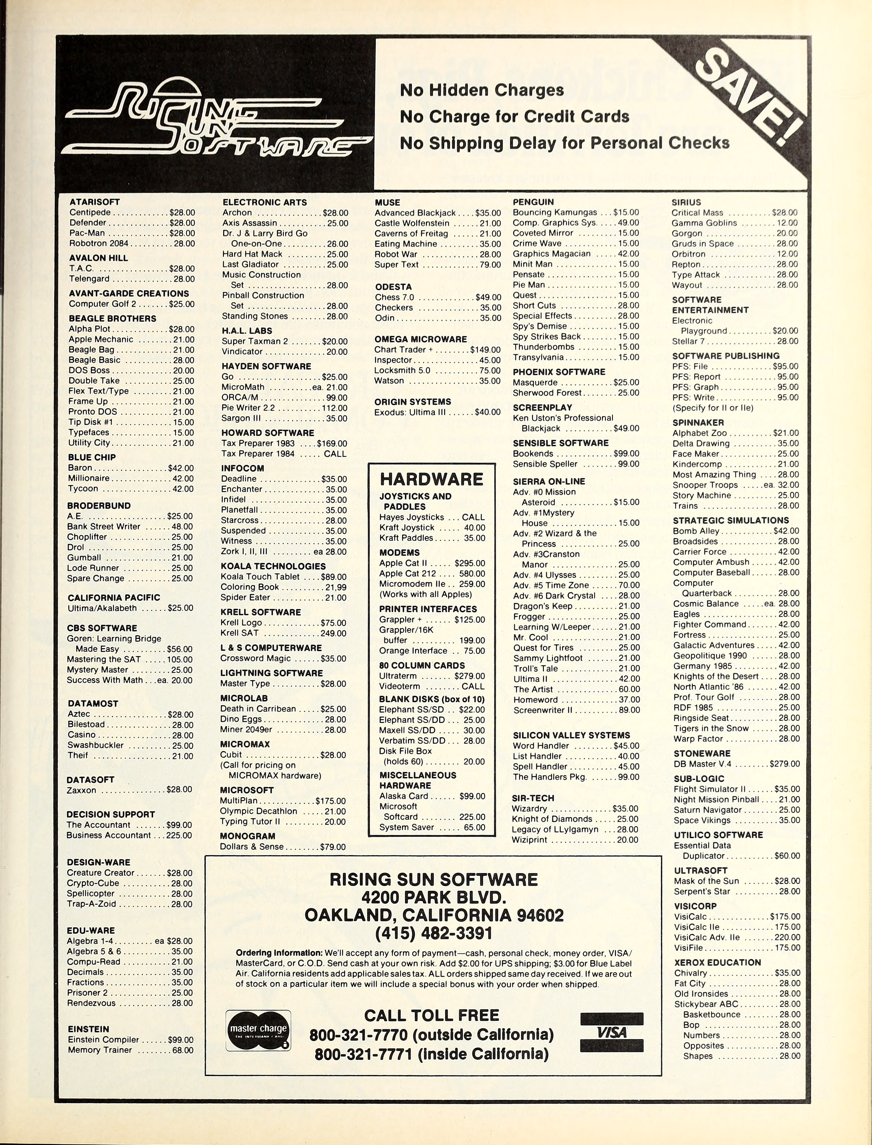 RISING
SUN
SOFTWARE
No Hidden Charges
No Charge for Credit Cards
No Shipping Delay for Personal Checks
SAVE!
ATARISOFT
Centipede ............ $28.00
Defender ............ $28.00
Pac-Man ............ $28.00
Robotron 2084 ........ 28.00
AVALON HILL
T.A.C. ............ $28.00
Telengard ............ 28.00
AVANT-GARDE CREATIONS
Computer Golf 2 ...... $25.00
BEAGLE BROTHERS
Alpha Plot ............ $28.00
Apple Mechanic ....... 21.00
Beagle Bag ........... 21.00
Beagle Basic ......... 28.00
DOS Boss ............ 20.00
Double Take .......... 25.00
Flex Text/Type ....... 21.00
Frame Up ............ 21.00
Pronto DOS .......... 21.00
Tip Disk #1 .......... 15.00
Typefaces ............ 15.00
Utility City .......... 21.00
BLUE CHIP
Baron ............ $42.00
Millionaire ........... 42.00
Tycoon ............ 42.00
BRODERBUND
A.E. ............ $25.00
Bank Street Writer ..... 48.00
Choplifter ............ 25.00
Drol ............ 25.00
Gumball ............ 21.00
Lode Runner .......... 25.00
Spare Change ......... 25.00
CALIFORNIA PACIFIC
Ultima/Akalabeth ...... $25.00
CBS SOFTWARE
Goren: Learning Bridge
Made Easy .......... $56.00
Mastering the SAT ..... 105.00
Mystery Master ....... 25.00
Success With Math ... ea. 20.00
DATAMOST
Aztec ............ $28.00
Bilestoad ............ 28.00
Casino ............ 28.00
Swashbuckler ......... 25.00
Theif ............ 21.00
DATASOFT
Zaxxon ............ $28.00
DECISION SUPPORT
The Accountant ....... $99.00
Business Accountant ... 225.00
DESIGN-WARE
Creature Creator ....... $28.00
Crypto-Cube .......... 28.00
Spellicopter .......... 28.00
Trap-A-Zoid .......... 28.00
EDU-WARE
Algebra 1-4 ......... ea $28.00
Algebra 5 & 6 ......... 35.00
Compu-Read .......... 21.00
Decimals ............ 35.00
Fractions ............ 35.00
Prisoner 2 ............ 25.00
Rendezvous ........... 28.00
EINSTEIN
Einstein Compiler ...... $99.00
Memory Trainer ........ 68.00
ELECTRONIC ARTS
Archon ............ $28.00
Axis Assassin ......... 25.00
Dr. J & Larry Bird Go
One-on-One .......... 28.00
Hard Hat Mack ........ 25.00
Last Gladiator ......... 25.00
Music Construction
Set ............ 28.00
Pinball Construction
Set ............ 28.00
Standing Stones ....... 28.00
H.A.L. LABS
Super Taxman 2 ....... $20.00
Vindicator ............ 20.00
HAYDEN SOFTWARE
Go ............ $25.00
MicroMath ......... ea. 21.00
ORCA/M ............ 99.00
Pie Writer 2.2 ......... 112.00
Sargon III ............ 35.00
HOWARD SOFTWARE
Tax Preparer 1983 .... $169.00
Tax Preparer 1984 ..... CALL
INFOCOM
Deadline ............ $35.00
Enchanter ............ 35.00
Infidel ............ 35.00
Planetfall ............ 35.00
Starcross ............ 28.00
Suspended ............ 35.00
Witness ............ 35.00
Zork I, II, III ......... ea 28.00
KOALA TECHNOLOGIES
Koala Touch Tablet .... $89.00
Coloring Book ......... 21,99
Spider Eater .......... 21.00
KRELL SOFTWARE
Krell Logo ............ $75.00
Krell SAT ............ 249.00
L & S COMPUTERWARE
Crossword Magic ...... $35.00
LIGHTNING SOFTWARE
Master Type .......... $28.00
MICROLAB
Death in Carribean ..... $25.00
Dino Eggs ............ 28.00
Miner 2049er .......... 28.00
MICROMAX
Cubit ............ $28.00
(Call for pricing on
MICROMAX hardware)
MICROSOFT
MultiPlan ............ $175.00
Olympic Decathlon ..... 21.00
Typing Tutor II ........ 20.00
MONOGRAM
Dollars & Sense ........ $79.00
MUSE
Advanced Blackjack .... $35.00
Castle Wolfenstein ...... 21.00
Caverns of Freitag ...... 21.00
Eating Machine ........ 35.00
Robot War ............ 28.00
Super Text ............ 79.00
ODESTA
Chess 7.0 ............ $49.00
Checkers ............ 35.00
Odin ............ 35.00
OMEGA MICROWARE
Chart Trader + ........ $149.00
Inspector ............ 45.00
Locksmith 5.0 ......... 75.00
Watson ............ 35.00
ORIGIN SYSTEMS
Exodus: Ultima III ...... $40.00
HARDWARE
JOYSTICKS AND
PADDLES
Hayes Joysticks ... CALL
Kraft Joystick ..... 40.00
Kraft Paddles ...... 35.00
MODEMS
Apple Cat II ..... $295.00
Apple Cat 212 .... 580.00
Micromodem IIe .. 259.00
(Works with all Apples)
PRINTER INTERFACES
Grappler + ...... $125.00
Grappler/16K
buffer .......... 199.00
Orange Interface .. 75.00
80 COLUMN CARDS
Ultraterm ....... $279.00
Videoterm ........ CALL
BLANK DISKS (box of 10)
Elephant SS/SD .. $22.00
Elephant SS/DD ... 25.00
Maxell SS/DD ..... 30.00
Verbatim SS/DD ... 28.00
Disk File Box
(holds 60) ......... 20.00
MISCELLANEOUS
HARDWARE
Alaska Card ...... $99.00
Microsoft
Softcard ........ 225.00
System Saver ..... 65.00
PENGUIN
Bouncing Kamungas ... $15.00
Comp. Graphics Sys. .... 49.00
Coveted Mirror ........ 15.00
Crime Wave .......... 15.00
Graphics Magacian ..... 42.00
Minit Man ............ 15.00
Pensate ............ 15.00
Pie Man ............ 15.00
Quest ............ 15.00
Short Cuts ............ 28.00
Special Effects ......... 28.00
Spy's Demise .......... 15.00
Spy Strikes Back ....... 15.00
Thunderbombs ........ 15.00
Transylvania .......... 15.00
PHOENIX SOFTWARE
Masquerde ............ $25.00
Sherwood Forest ....... 25.00
SCREENPLAY
Ken Uston's Professional
Blackjack ............ $49.00
SENSIBLE SOFTWARE
Bookends ............ $99.00
Sensible Speller ........ 99.00
SIERRA ON-LINE
Adv. #0 Mission
Asteroid ............ $15.00
Adv. #1Mystery
House ............ 15.00
Adv. #2 Wizard & the
Princess ............ 25.00
Adv. #3Cranston
Manor ............ 25.00
Adv. #4 Ulysses ........ 25.00
Adv. #5 Time Zone ..... 70.00
Adv. #6 Dark Crystal .... 28.00
Dragon's Keep ......... 21.00
Frogger ............ 25.00
Learning W/Leeper ..... 21.00
Mr. Cool ............ 21.00
Quest for Tires ........ 25.00
Sammy Lightfoot ...... 21.00
Troll's Tale ............ 21.00
Ultima II ............ 42.00
The Artist ............ 60.00
Homeword ............ 37.00
Screenwriter II ......... 89.00
SILICON VALLEY SYSTEMS
Word Handler ......... $45.00
List Handler .......... 40.00
Spell Handler .......... 45.00
The Handlers Pkg. ..... 99.00
SIR-TECH
Wizardry ............ $35.00
Knight of Diamonds .... 25.00
Legacy of LLylgamyn ... 28.00
Wiziprint ............ 20.00
SIRIUS
Critical Mass .......... $28.00
Gamma Goblins ........ 12.00
Gorgon ............ 20.00
Gruds in Space ........ 28.00
Orbitron ............ 12.00
Repton ............ 28.00
Type Attack .......... 28.00
Wayout ............ 28.00
SOFTWARE
ENTERTAINMENT
Electronic
Playground .......... $20.00
Stellar 7 ............ 28.00
SOFTWARE PUBLISHING
PFS: File ............ $95.00
PFS: Report .......... 95.00
PFS: Graph ............ 95.00
PFS: Write ............ 95.00
(Specify for II or IIe)
SPINNAKER
Alphabet Zoo .......... $21.00
Delta Drawing ......... 35.00
Face Maker ............ 25.00
Kindercomp .......... 21.00
Most Amazing Thing .... 28.00
Snooper Troops ..... ea. 32.00
Story Machine ......... 25.00
Trains ............ 28.00
STRATEGIC SIMULATIONS
Bomb Alley ............ $42.00
Broadsides ............ 28.00
Carrier Force .......... 42.00
Computer Ambush ..... 42.00
Computer Baseball ..... 28.00
Computer
Quarterback ......... 28.00
Cosmic Balance ..... ea. 28.00
Eagles ............ 28.00
Fighter Command ...... 42.00
Fortress ............ 25.00
Galactic Adventures .... 42.00
Geopolitique 1990 ...... 28.00
Germany 1985 ......... 42.00
Knights of the Desert .... 28.00
North Atlantic '86 ....... 42.00
Prof. Tour Golf ......... 28.00
RDF 1985 ............ 25.00
Ringside Seat .......... 28.00
Tigers in the Snow ...... 28.00
Warp Factor .......... 28.00
STONEWARE
DB Master V.4 ........ $279.00
SUB-LOGIC
Flight Simulator II ...... $35.00
Night Mission Pinball .... 21.00
Saturn Navigator ....... 25.00
Space Vikings .......... 35.00
UTILICO SOFTWARE
Essential Data
Duplicator ............ $60.00
ULTRASOFT
Mask of the Sun ....... $28.00
Serpent's Star ......... 28.00
VISICORP
VisiCalc ............ $175.00
VisiCalc IIe ............ 175.00
VisiCalc Adv. IIe ....... 220.00
VisiFile ............ 175.00
XEROX EDUCATION
Chivalry ............ $35.00
Fat City ............ 28.00
Old Ironsides .......... 28.00
Stickybear ABC ........ 28.00
Basketbounce ........ 28.00
Bop ............ 28.00
Numbers ............ 28.00
Opposites ............ 28.00
Shapes ............ 28.00
RISING SUN SOFTWARE
4200 PARK BLVD.
OAKLAND, CALIFORNIA 94602
(415) 482-3391
Ordering Information: We'll accept any form of payment—cash, personal check, money order, VISA/
MasterCard, or C.O.D. Send cash at your own risk. Add $2.00 for UPS shipping; $3.00 for Blue Label
Air. California residents add applicable sales tax. ALL orders shipped same day received. If we are out
of stock on a particular item we will include a special bonus with your order when shipped.
master charge
THE INTERBANK CARD
CALL TOLL FREE
800-321-7770 (outside California)
800-321-7771 (inside California)
VISA